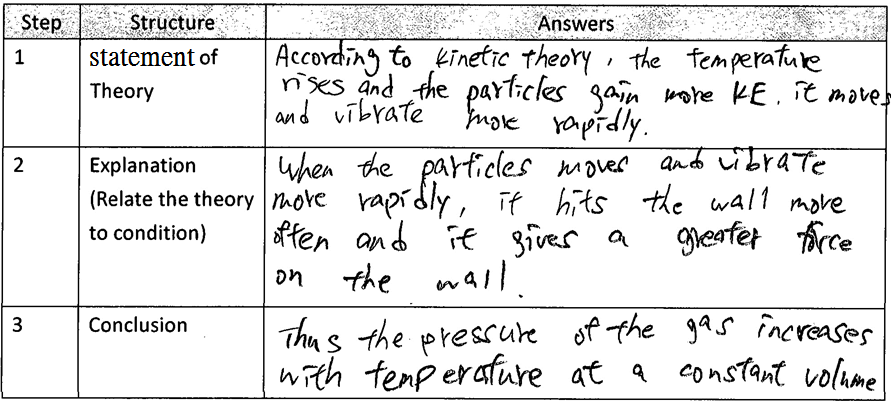 Step Structure Answers
1 statement of Theory According to kinetic theory, the temperature
rises and the particles gain more KE. it moves
and vibrate more rapidly.
2 Explanation (Relate the theory to condition) When the particles moves and vibrate
more rapidly, it hits the wall more
often and it gives a greater force
on the wall.
3 Conclusion Thus the pressure of the gas increases
with temperature at a constant volume